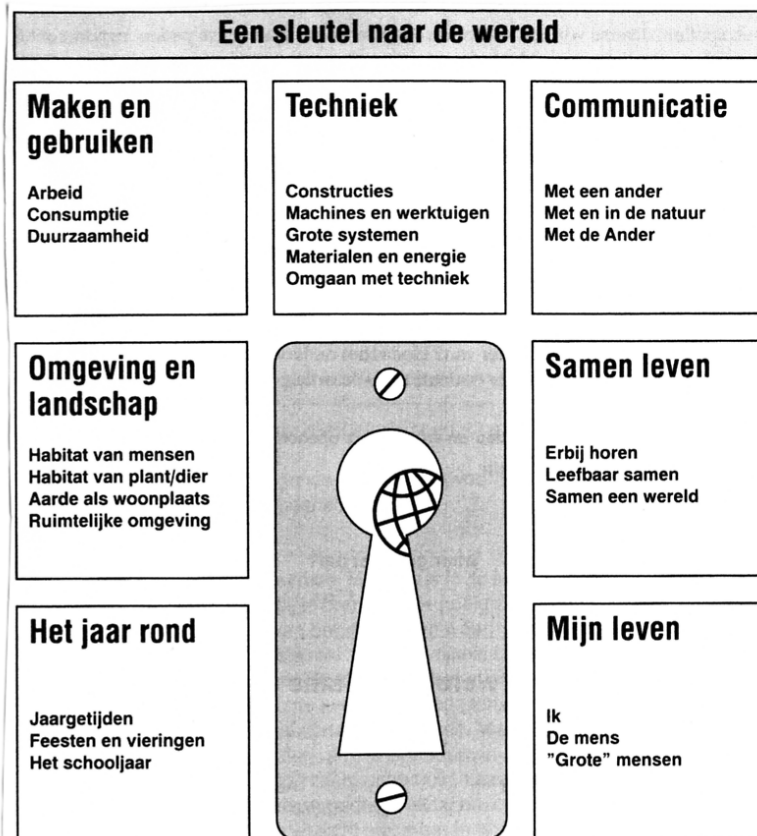 Een sleutel naar de wereld
Maken en
gebruiken
Arbeid
Consumptie
Duurzaamheid
Techniek
Constructies
Machines en werktuigen
Grote systemen
Materialen en energie
Omgaan met techniek
Communicatie
Met een ander
Met en in de natuur
Met de Ander
Omgeving en
landschap
Habitat van mensen
Habitat van plant/dier
Aarde als woonplaats
Ruimtelijke omgeving
Samen leven
Erbij horen
Leefbaar samen
Samen een wereld
Het jaar rond
Jaargetijden
Feesten en vieringen
Het schooljaar
Mijn leven
Ik
De mens
"Grote" mensen